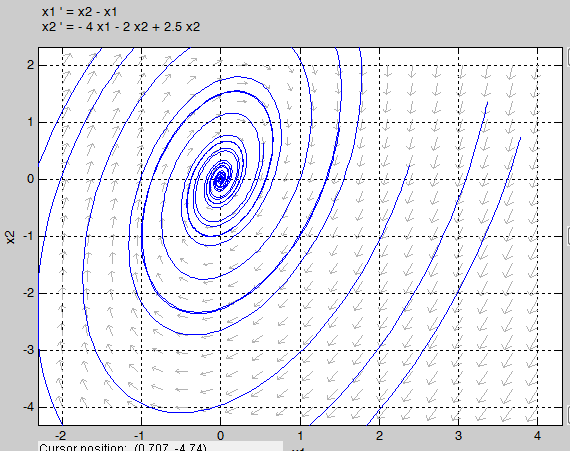 x1 ' = x2 - x1
x2 ' = - 4 x1 - 2 x2 + 2.5 x2
2
1
0
-1
-2
-3
-4
x2
-2
-1
0
1
2
3
4
x1
Cursor position: (0.707, -4.74)